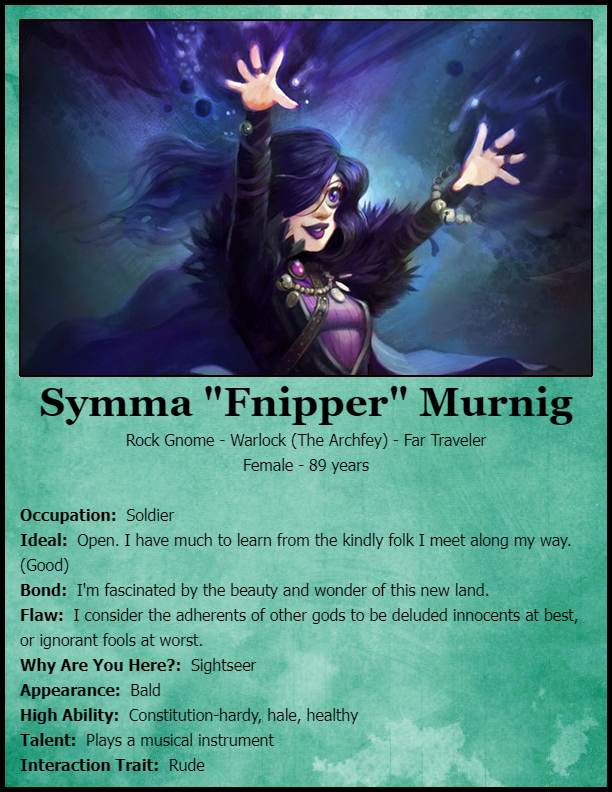 Symma "Fnipper" Murnig
Rock Gnome - Warlock (The Archfey) - Far Traveler
Female - 89 years
Occupation: Soldier
Ideal: Open. I have much to learn from the kindly folk I meet along my way.
(Good)
Bond: I'm fascinated by the beauty and wonder of this new land.
Flaw: I consider the adherents of other gods to be deluded innocents at best,
or ignorant fools at worst.
Why Are You Here?: Sightseer
Appearance: Bald
High Ability: Constitution-hardy, hale, healthy
Talent: Plays a musical instrument
Interaction Trait: Rude